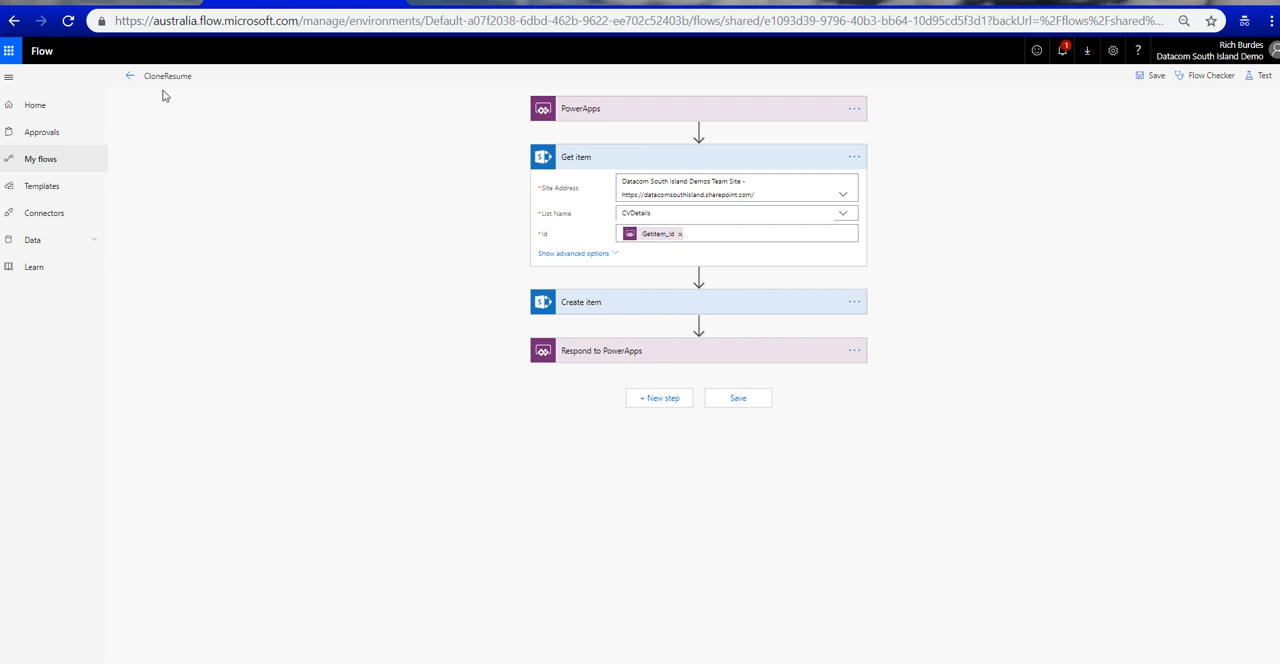 https://australia.flow.microsoft.com/manage/environments/Default-a07f2038-6dbd-462b-9622-ee702c52403b/flows/shared/e1093d39-9796-40b3-bb64-10d95cd5f3d1?backUrl=%2Fflows%2Fshared%...
Flow
1
?
Rich Burdes
Datacom South Island Demo
CloneResume
Save
Flow Checker
Test
Home
Approvals
My flows
Templates
Connectors
Data
Learn
PowerApps
...
Get item
...
*Site Address
Datacom South Island Demos Team Site -
https://datacomsouthisland.sharepoint.com/
*List Name
CVDetails
*Id
Getitem_Id x
Show advanced options
Create item
...
Respond to PowerApps
...
+ New step
Save